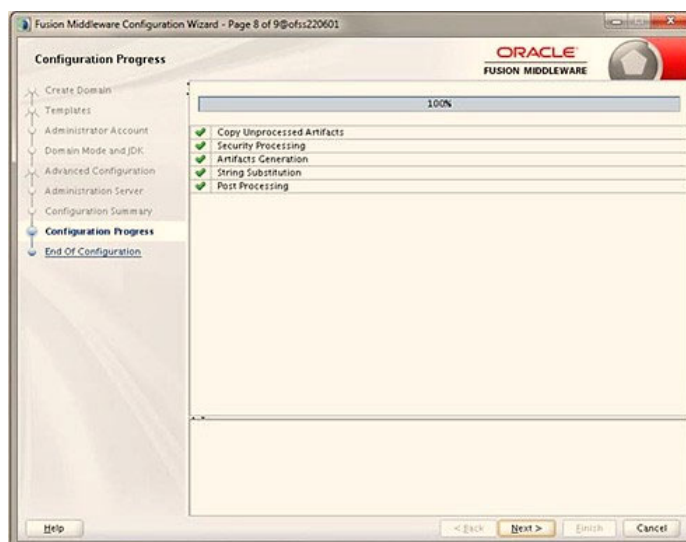 Fusion Middleware Configuration Wizard - Page 8 of 9@ofss220601
Configuration Progress
ORACLE
FUSION MIDDLEWARE
Create Domain
Templates
Administrator Account
Domain Mode and JDK
Advanced Configuration
Administration Server
Configuration Summary
Configuration Progress
End Of Configuration
100%
Copy Unprocessed Artifacts
Security Processing
Artifacts Generation
String Substitution
Post Processing
Help
< Back
Next >
Finish
Cancel